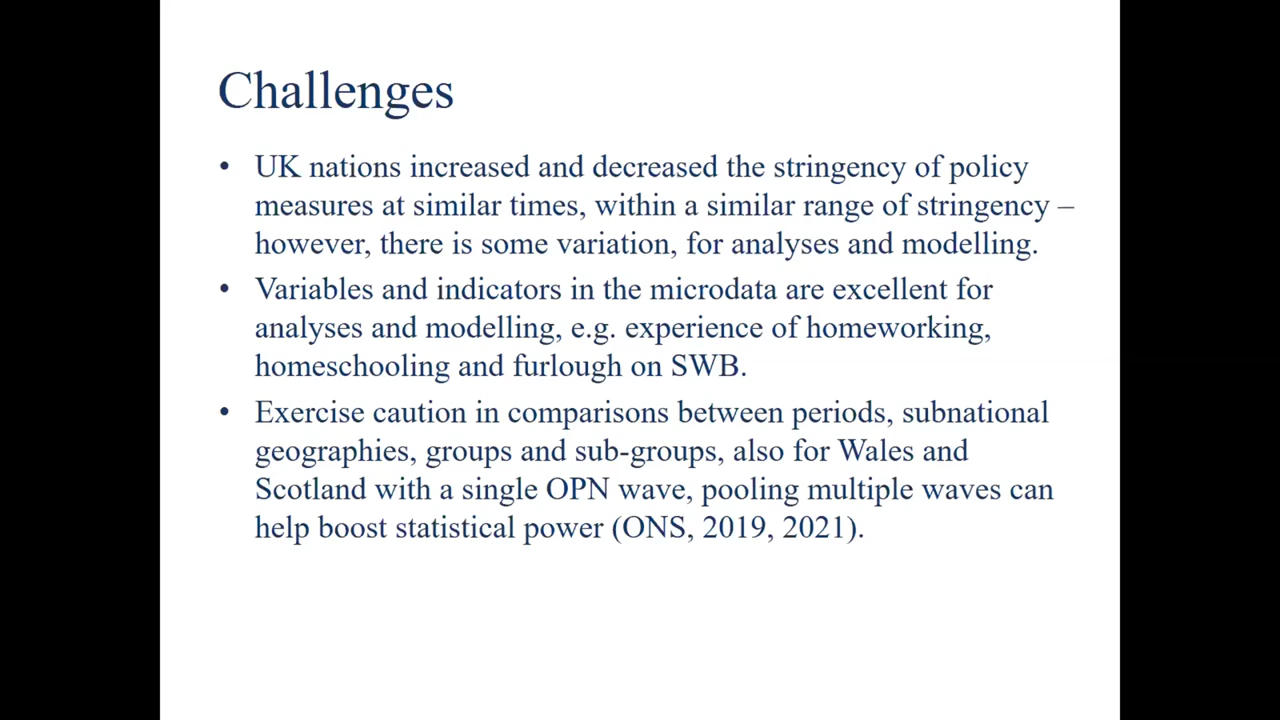 Challenges
• UK nations increased and decreased the stringency of policy
measures at similar times, within a similar range of stringency –
however, there is some variation, for analyses and modelling.
• Variables and indicators in the microdata are excellent for
analyses and modelling, e.g. experience of homeworking,
homeschooling and furlough on SWB.
• Exercise caution in comparisons between periods, subnational
geographies, groups and sub-groups, also for Wales and
Scotland with a single OPN wave, pooling multiple waves can
help boost statistical power (ONS, 2019, 2021).